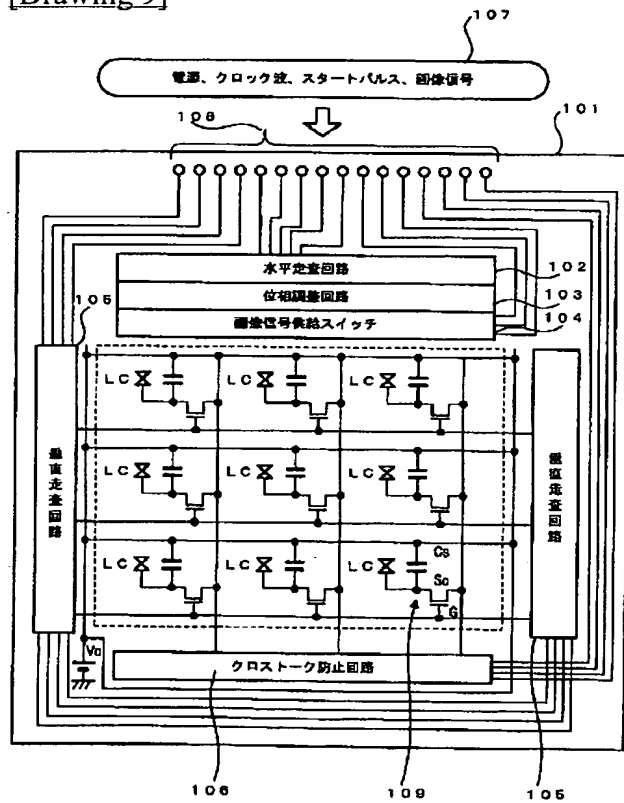 [Drawing 9]
107
電源、クロック波、スタートパルス、画像信号
108
101
水平走査回路
102
位相調整回路
103
画像信号供給スイッチ
104
105
LC
LC
LC
垂直走査回路
垂直走査回路
LC
LC
LC
LC
LC
LC
Cs
Sc
G
Vc
クロストーク防止回路
106
109
105